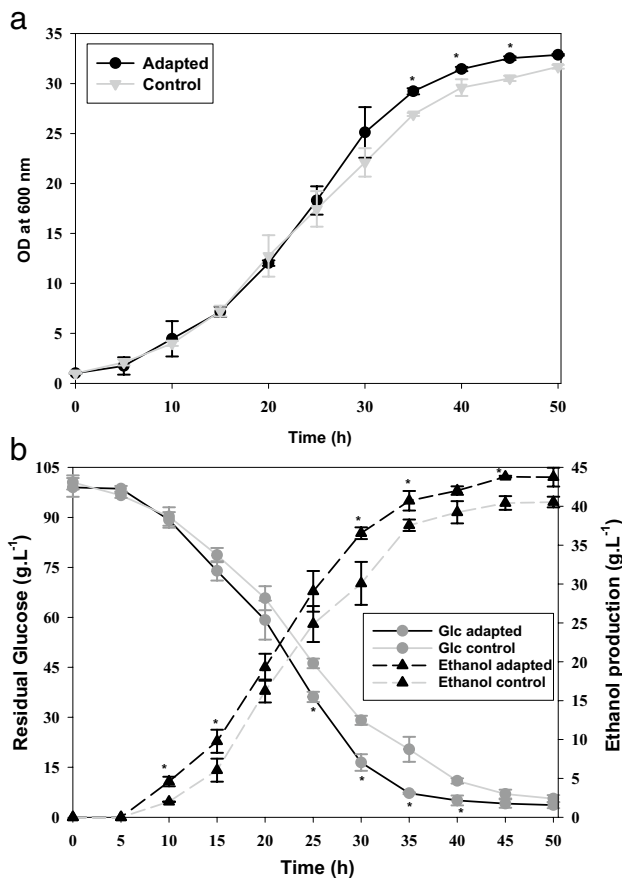 a
35
30
25
20
15
10
5
0
OD at 600 nm
Adapted
Control
*
*
*
0 10 20 30 40 50
Time (h)
b
105
90
75
60
45
30
15
0
Residual Glucose (g.L-1)
45
40
35
30
25
20
15
10
5
0
Ethanol production (g.L-1)
*
*
*
*
*
*
*
*
*
Glc adapted
Glc control
Ethanol adapted
Ethanol control
0 5 10 15 20 25 30 35 40 45 50
Time (h)